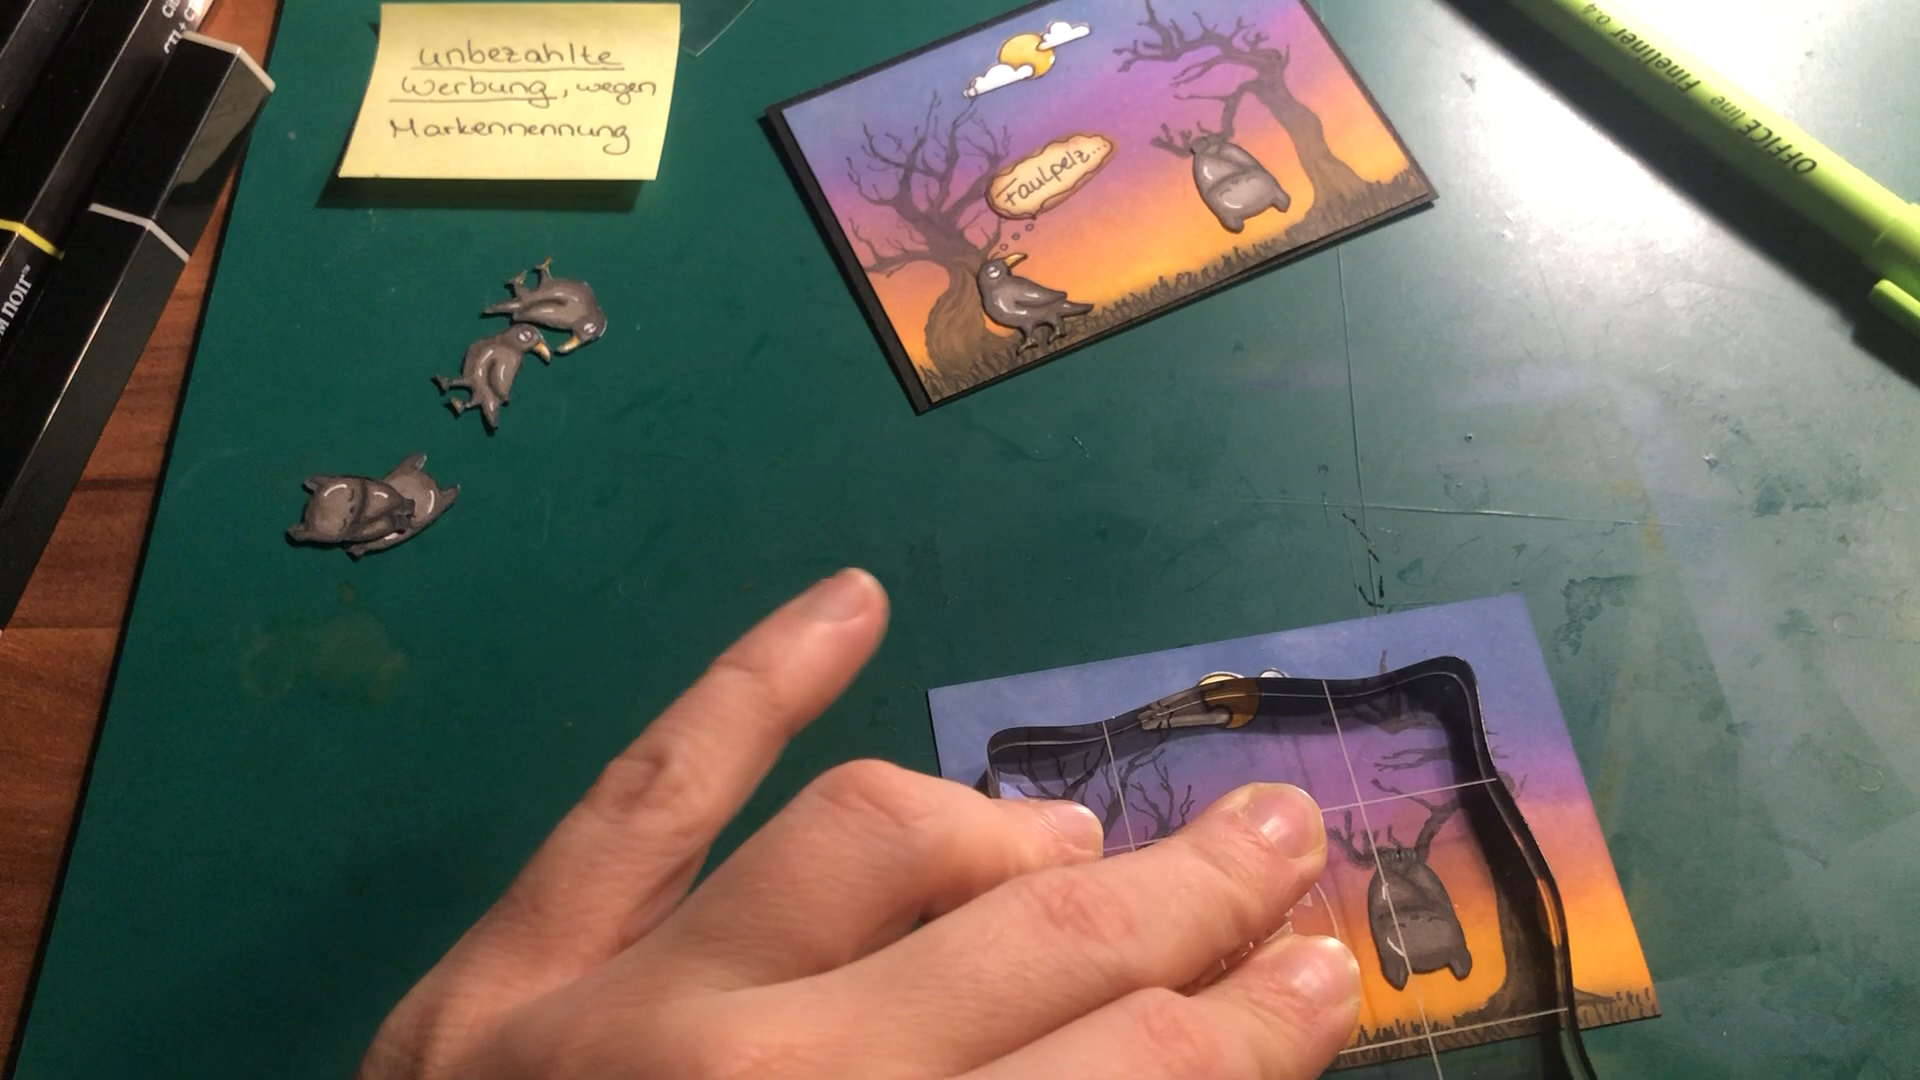 unbezahlte
Werbung, wegen
Markennennung
Faulpelz...
OFFICE line Fineliner 0.4